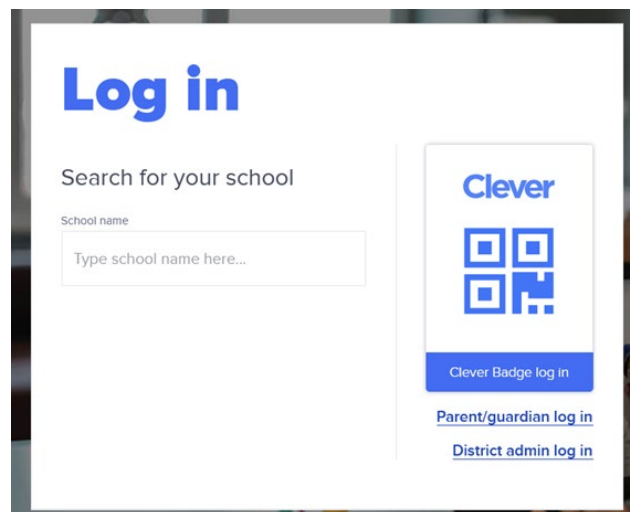 Log in
Search for your school
School name
Type school name here...
Clever
Clever Badge log in
Parent/guardian log in
District admin log in